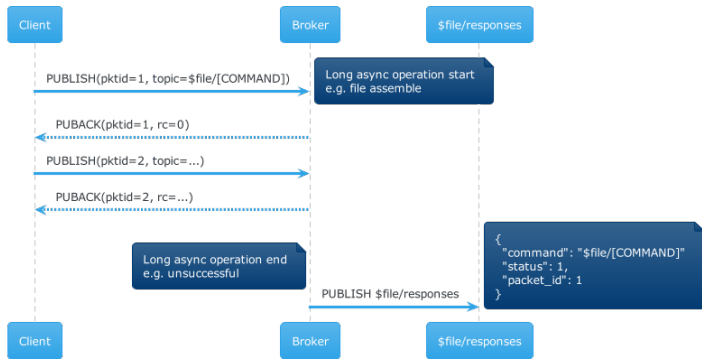 Client
Broker
$file/responses
PUBLISH(pktid=1, topic=$file/[COMMAND])
Long async operation start
e.g. file assemble
PUBACK(pktid=1, rc=0)
PUBLISH(pktid=2, topic=...)
PUBACK(pktid=2, rc=...)
Long async operation end
e.g. unsuccessful
{
"command": "$file/[COMMAND]"
"status": 1,
"packet_id": 1
}
PUBLISH $file/responses
Client
Broker
$file/responses